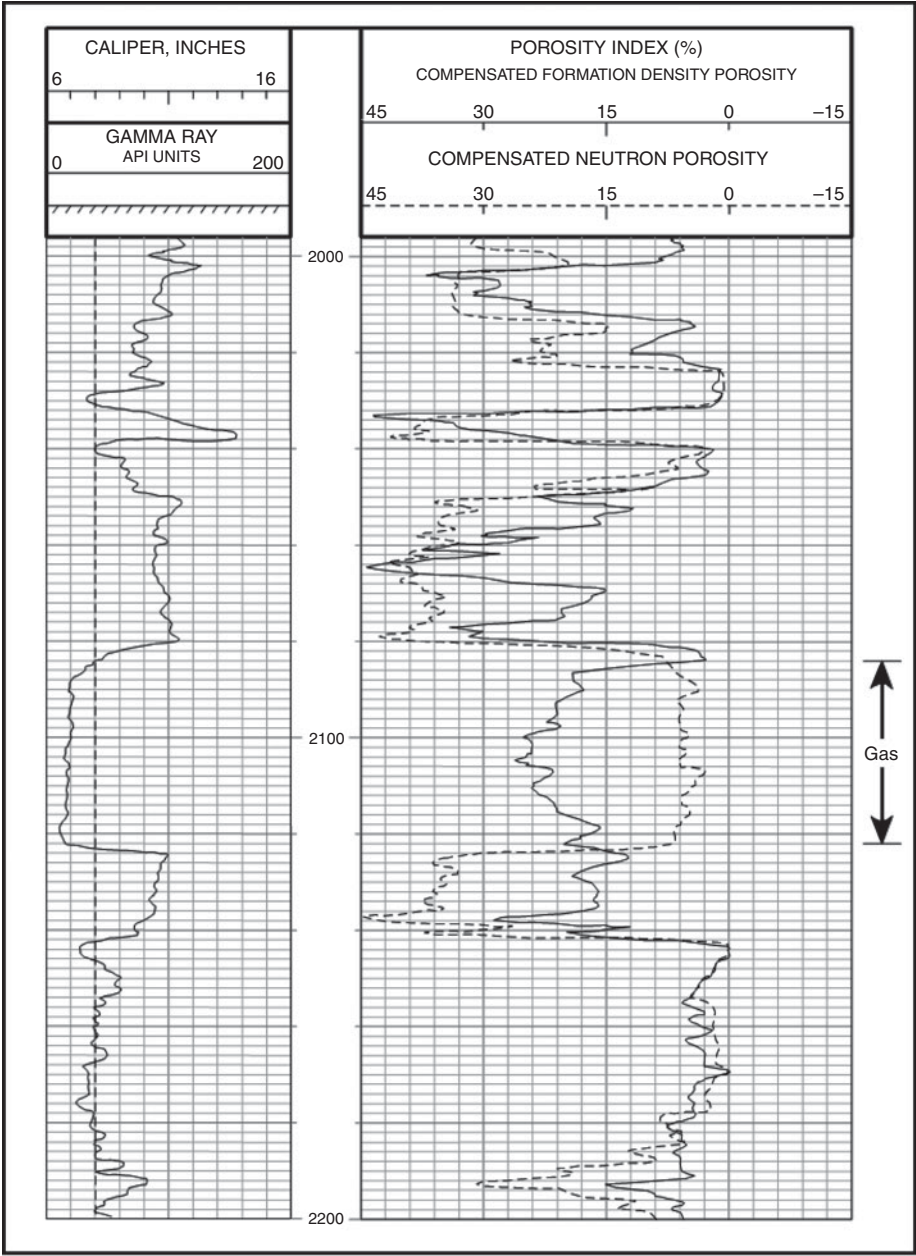 CALIPER, INCHES
6 16
GAMMA RAY
API UNITS
0 200
POROSITY INDEX (%)
COMPENSATED FORMATION DENSITY POROSITY
45 30 15 0 –15
COMPENSATED NEUTRON POROSITY
45 30 15 0 –15
2000
2100
Gas
2200